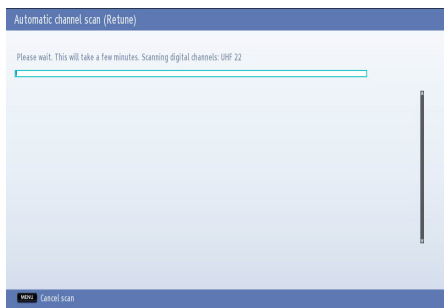 Automatic channel scan (Retune)
Please wait. This will take a few minutes. Scanning digital channels: UHF 22
MENU Cancel scan